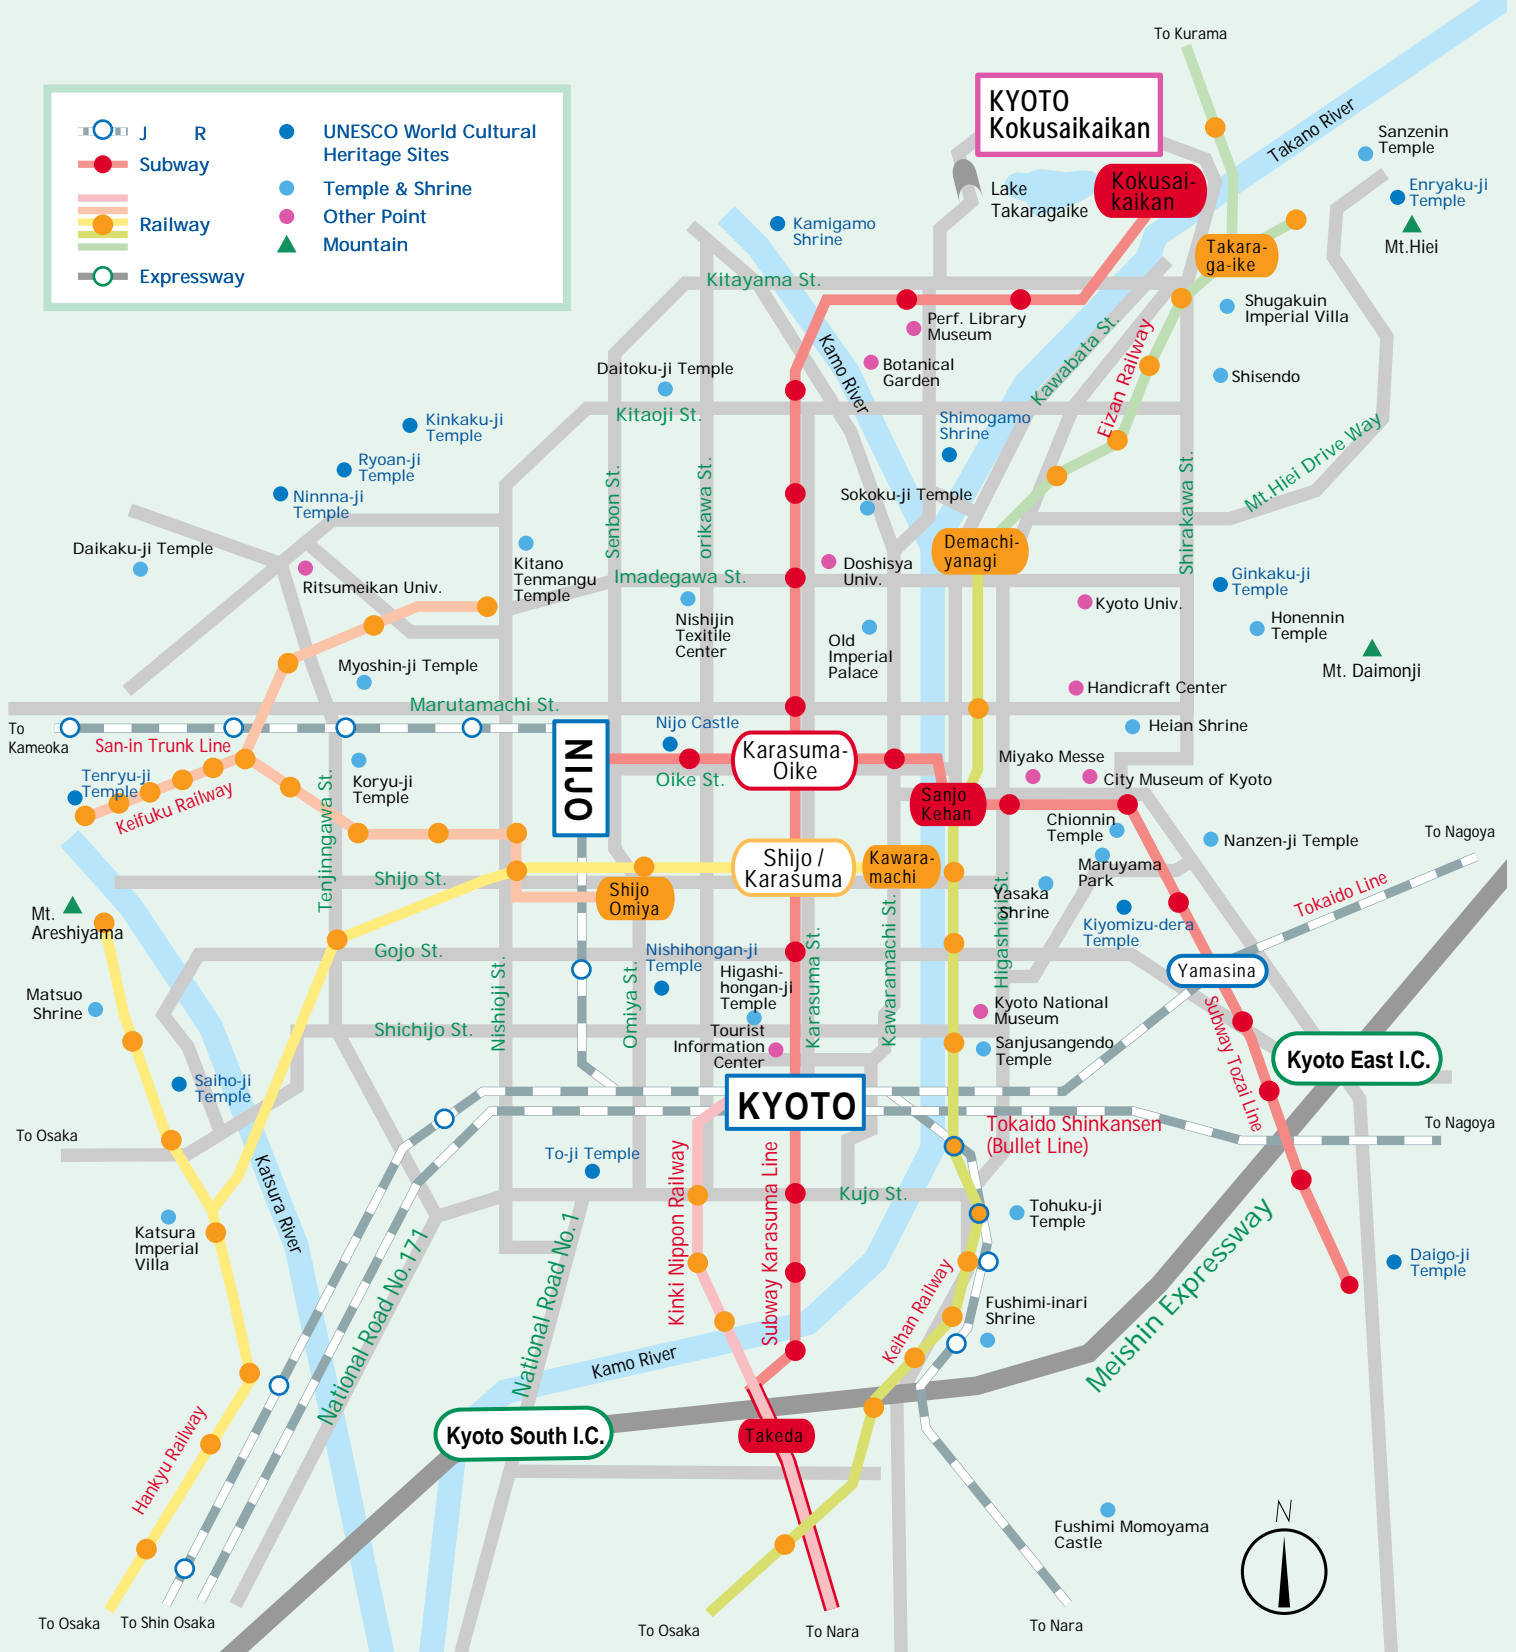 To Kurama
KYOTO
Kokusaikaikan
Takano River
Sanzenin
Temple
J R
Subway
Railway
Expressway
UNESCO World Cultural
Heritage Sites
Temple & Shrine
Other Point
Mountain
Lake
Takaragaike
Kokusai-
kaikan
Enryaku-ji
Temple
Mt.Hiei
Kamigamo
Shrine
Takara-
ga-ike
Kitayama St.
Shugakuin
Imperial Villa
Perf. Library
Museum
Kamo River
Kawabata St.
Eizan Railway
Botanical
Garden
Shisendo
Daitoku-ji Temple
Kitaoji St.
Kinkaku-ji
Temple
Shimogamo
Shrine
Mt.Hiei Drive Way
Ryoan-ji
Temple
Ninnna-ji
Temple
Senbon St.
orikawa St.
Sokoku-ji Temple
Shirakawa St.
Daikaku-ji Temple
Kitano
Tenmangu
Temple
Demachi-
yanagi
Doshisya
Univ.
Imadegawa St.
Ritsumeikan Univ.
Ginkaku-ji
Temple
Kyoto Univ.
Nishijin
Texitile
Center
Old
Imperial
Palace
Honennin
Temple
Mt. Daimonji
Myoshin-ji Temple
Handicraft Center
Marutamachi St.
Heian Shrine
To
Kameoka
San-in Trunk Line
NIJO
Nijo Castle
Karasuma-
Oike
Oike St.
Miyako Messe
City Museum of Kyoto
Tenryu-ji
Temple
Keifuku Railway
Koryu-ji
Temple
Tenjinngawa St.
Sanjo
Kehan
Chionnin
Temple
Nanzen-ji Temple
To Nagoya
Shijo /
Karasuma
Kawara-
machi
Maruyama
Park
Shijo St.
Shijo
Omiya
Yasaka
Shrine
Higashioji St.
Tokaido Line
Kiyomizu-dera
Temple
Mt.
Areshiyama
Gojo St.
Nishihongan-ji
Temple
Higashi-
hongan-ji
Temple
Karasuma St.
Kawaramachi St.
Yamasina
Matsuo
Shrine
Nishioji St.
Omiya St.
Kyoto National
Museum
Subway Tozai Line
Shichijo St.
Tourist
Information
Center
Sanjusangendo
Temple
Kyoto East I.C.
Saiho-ji
Temple
KYOTO
Tokaido Shinkansen
(Bullet Line)
To Nagoya
To Osaka
To-ji Temple
Katsura River
Kinki Nippon Railway
Subway Karasuma Line
Kujo St.
Katsura
Imperial
Villa
Tohuku-ji
Temple
Daigo-ji
Temple
National Road No.171
National Road No. 1
Keihan Railway
Meishin Expressway
Fushimi-inari
Shrine
Kamo River
Hankyu Railway
Kyoto South I.C.
Takeda
N
Fushimi Momoyama
Castle
To Osaka
To Shin Osaka
To Osaka
To Nara
To Nara